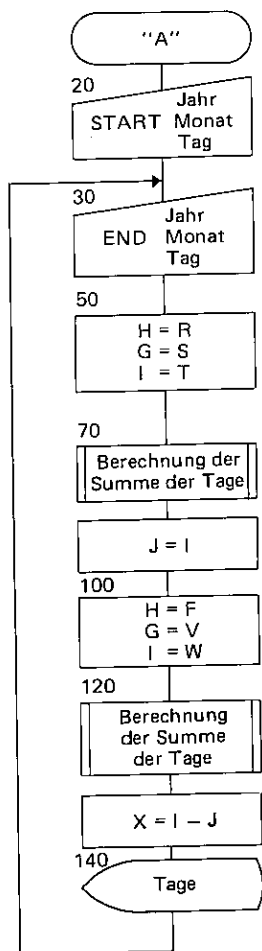 "A"
20
Jahr
START Monat
Tag
30
Jahr
END Monat
Tag
50
H = R
G = S
I = T
70
Berechnung der
Summe der Tage
J = I
100
H = F
G = V
I = W
120
Berechnung
der Summe
der Tage
X = I – J
140
Tage